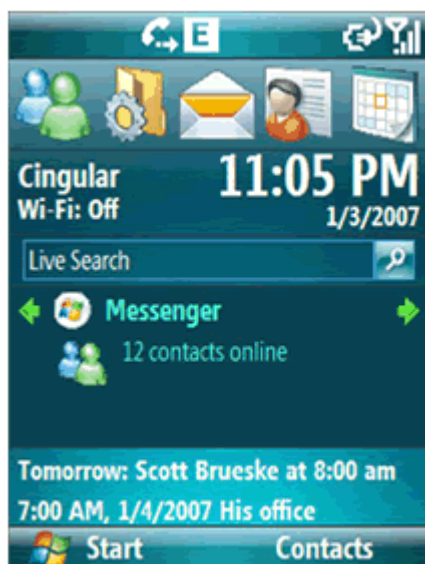 E
Cingular
11:05 PM
Wi-Fi: Off
1/3/2007
Live Search
Messenger
12 contacts online
Tomorrow: Scott Brueske at 8:00 am
7:00 AM, 1/4/2007 His office
Start
Contacts